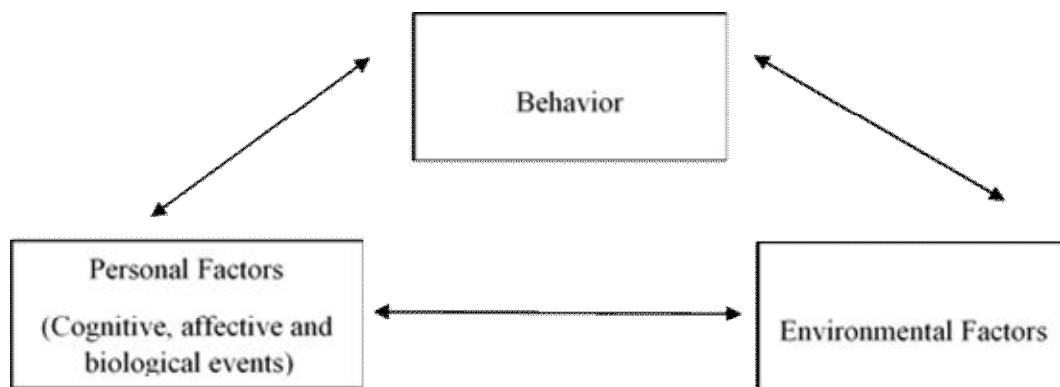 Behavior
Personal Factors
(Cognitive, affective and
biological events)
Environmental Factors